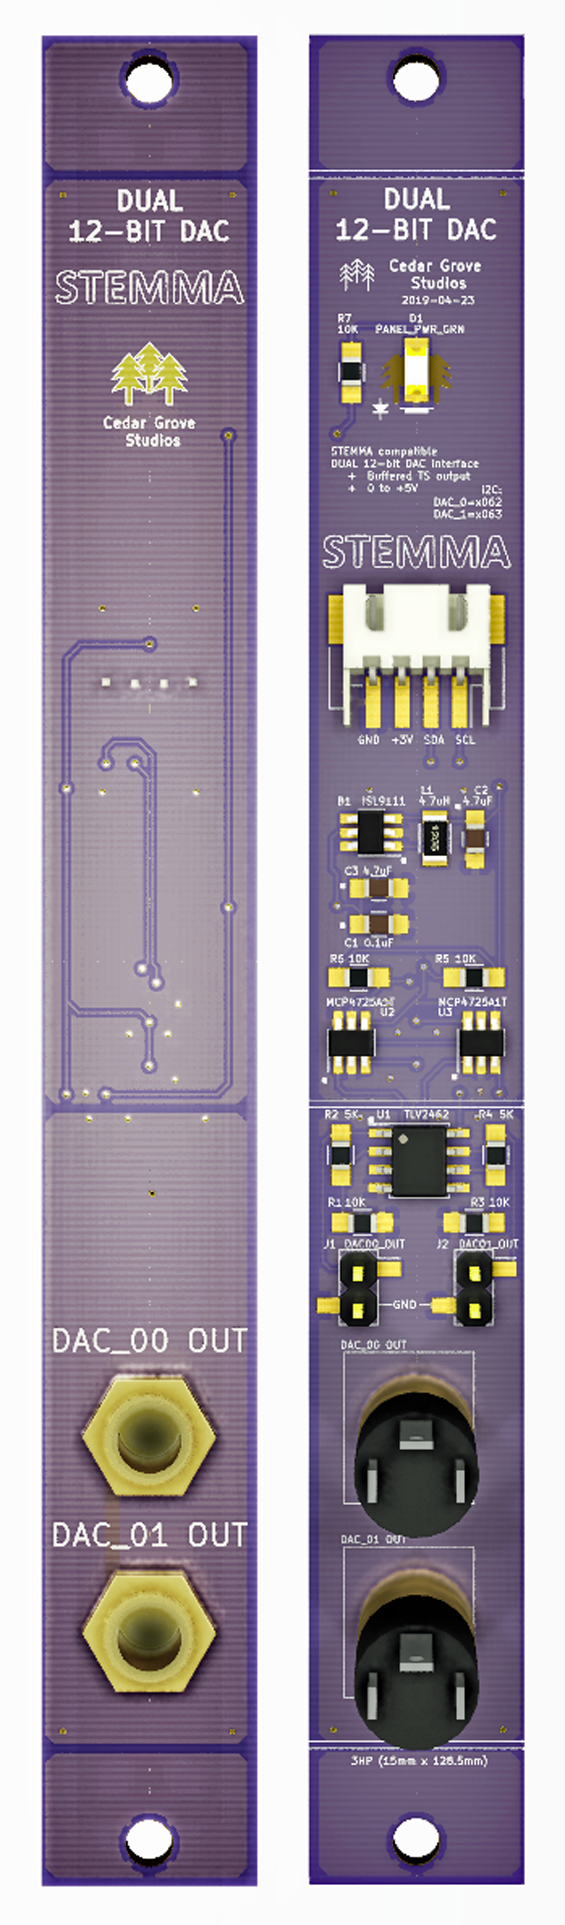 DUAL
12-BIT DAC
STEMMA
Cedar Grove
Studios
DAC_00 OUT
DAC_01 OUT
DUAL
12-BIT DAC
Cedar Grove
Studios
2019-04-23
R7
10K
D1
PANEL_PWR_GRN
STEMMA compatible
DUAL 12-bit DAC interface
+ Buffered TS output
+ 0 to +5V
I2C:
DAC_0=x062
DAC_1=x063
STEMMA
GND +3V SDA SCL
B1 ISL9111
L1
4.7uH
C2
4.7uF
C3 4.7uF
C1 0.1uF
R6 10K
R5 10K
MCP4725A1T
U2
MCP4725A1T
U3
R2 5K
U1 TLV2462
R4 5K
R1 10K
R3 10K
J1 DAC00_OUT
J2 DAC01_OUT
GND
DAC_00 OUT
DAC_01 OUT
3HP (15mm x 128.5mm)